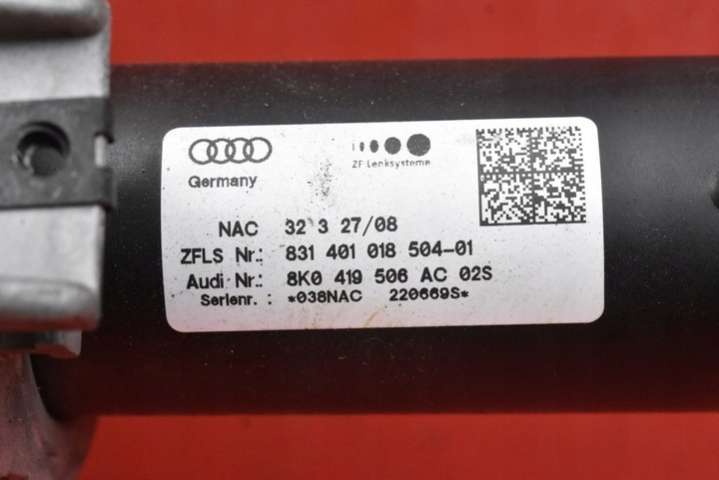 Germany
ZF Lenksysteme
NAC 32 3 27/08
ZFLS Nr.: 831 401 018 504-01
Audi Nr.: 8K0 419 506 AC 02S
Serienr. : *038NAC 220669S*